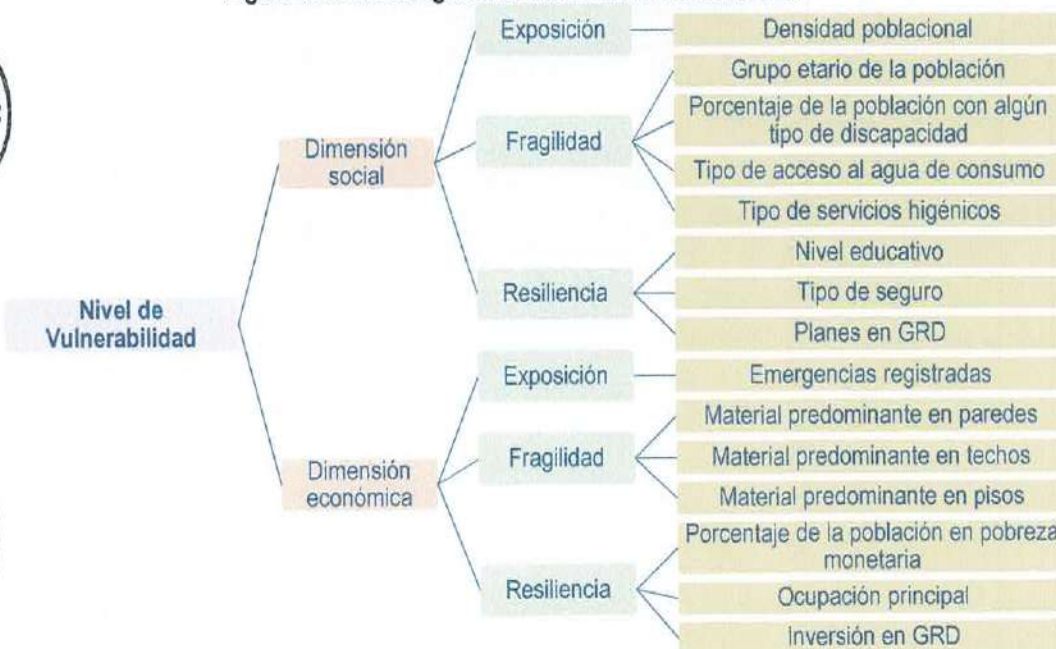 Exposición
Densidad poblacional
Grupo etario de la población
Porcentaje de la población con algún
tipo de discapacidad
Fragilidad
Tipo de acceso al agua de consumo
Tipo de servicios higénicos
Dimensión
social
Nivel educativo
Resiliencia
Tipo de seguro
Planes en GRD
Nivel de
Vulnerabilidad
Exposición
Emergencias registradas
Material predominante en paredes
Fragilidad
Material predominante en techos
Material predominante en pisos
Dimensión
económica
Porcentaje de la población en pobreza
monetaria
Resiliencia
Ocupación principal
Inversión en GRD